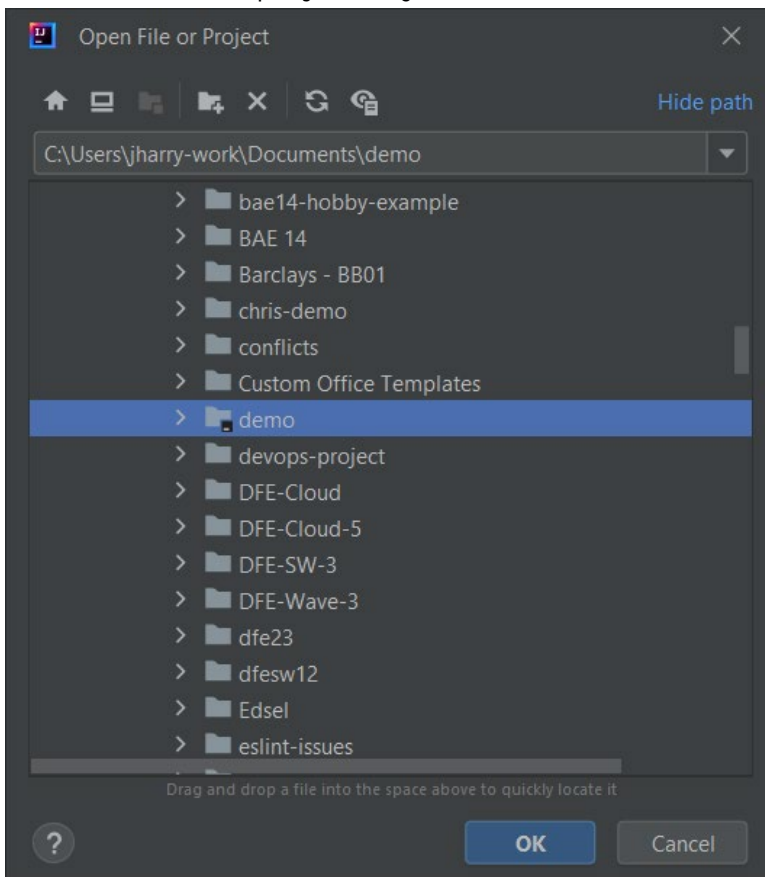 Open File or Project
Hide path
C:\Users\jharry-work\Documents\demo
bae14-hobby-example
BAE 14
Barclays - BB01
chris-demo
conflicts
Custom Office Templates
demo
devops-project
DFE-Cloud
DFE-Cloud-5
DFE-SW-3
DFE-Wave-3
dfe23
dfesw12
Edsel
eslint-issues
Drag and drop a file into the space above to quickly locate it
? OK Cancel